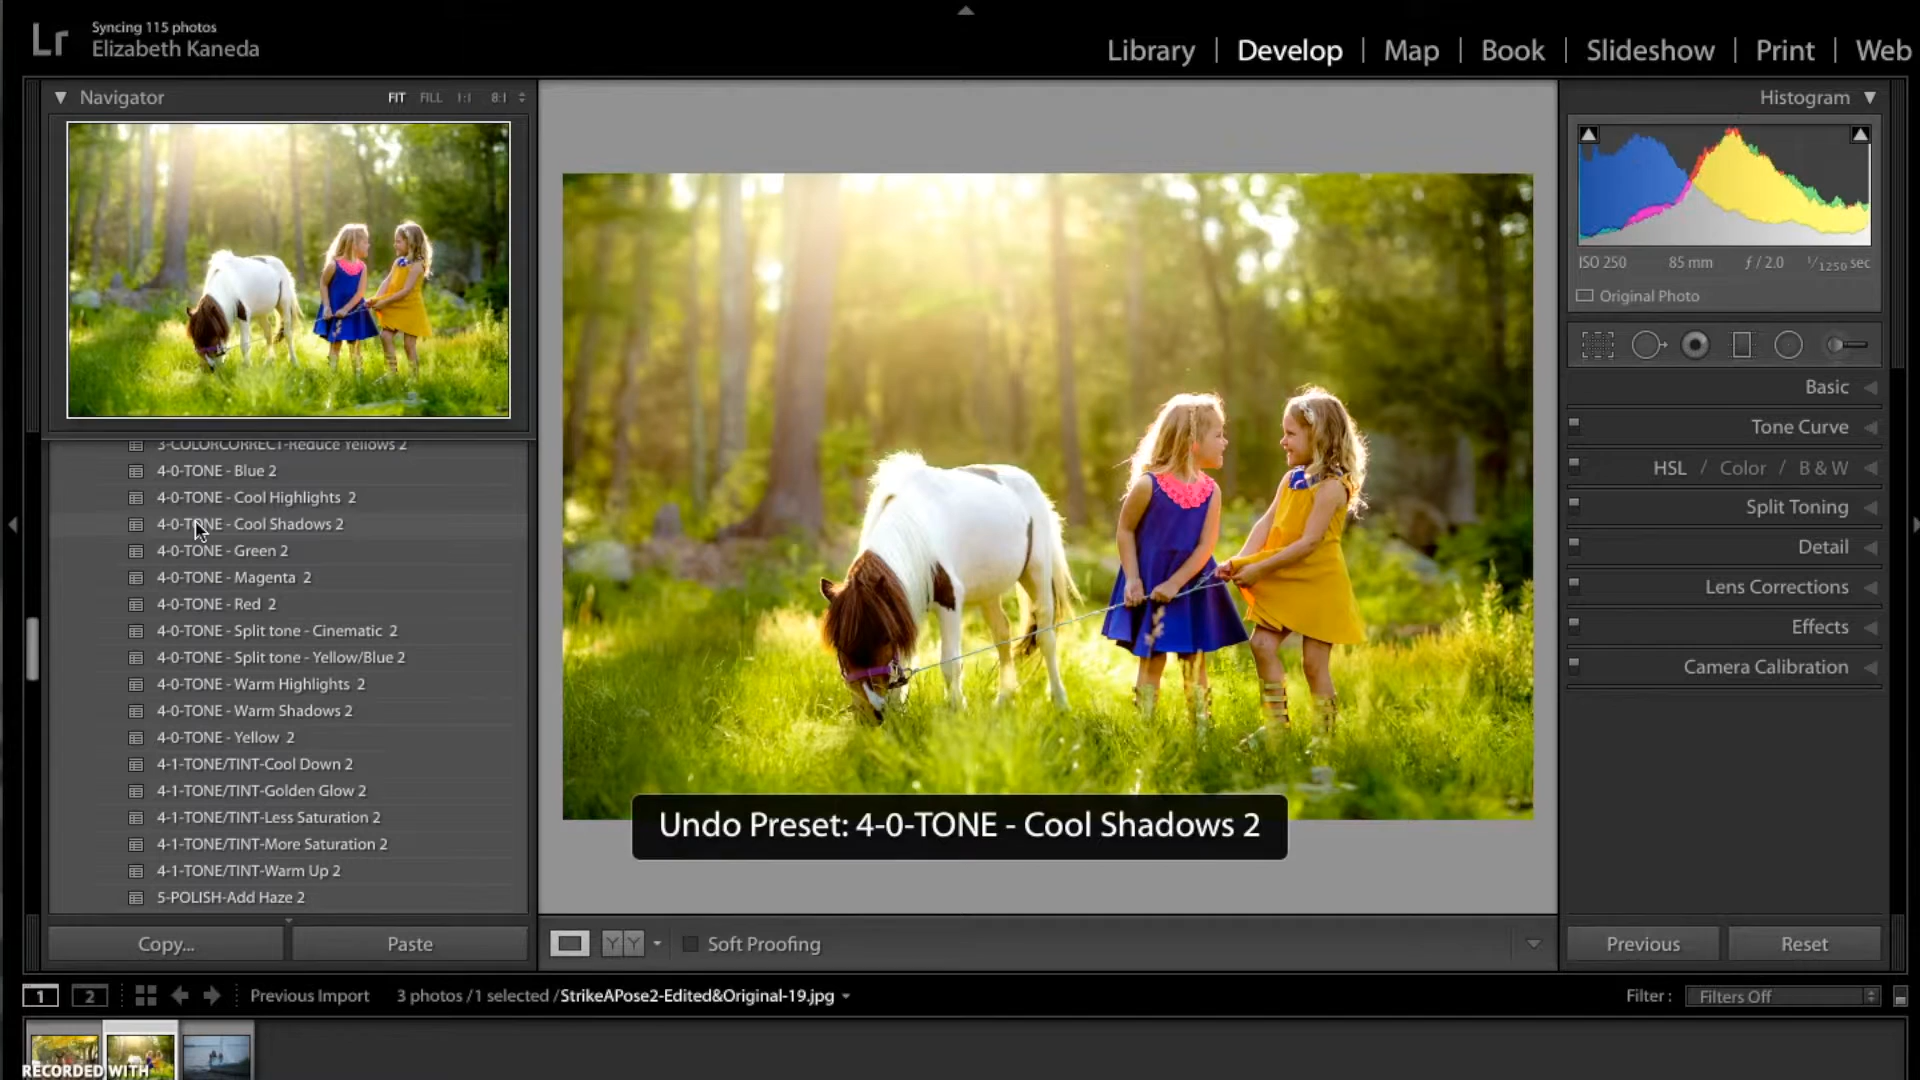 Lr
Syncing 115 photos
Elizabeth Kaneda
Library | Develop | Map | Book | Slideshow | Print | Web
Navigator
FIT FILL 1:1 8:1
3-COLORCORRECT-Reduce Yellows 2
4-0-TONE - Blue 2
4-0-TONE - Cool Highlights 2
4-0-TONE - Cool Shadows 2
4-0-TONE - Green 2
4-0-TONE - Magenta 2
4-0-TONE - Red 2
4-0-TONE - Split tone - Cinematic 2
4-0-TONE - Split tone - Yellow/Blue 2
4-0-TONE - Warm Highlights 2
4-0-TONE - Warm Shadows 2
4-0-TONE - Yellow 2
4-1-TONE/TINT-Cool Down 2
4-1-TONE/TINT-Golden Glow 2
4-1-TONE/TINT-Less Saturation 2
4-1-TONE/TINT-More Saturation 2
4-1-TONE/TINT-Warm Up 2
5-POLISH-Add Haze 2
Copy...
Paste
Undo Preset: 4-0-TONE - Cool Shadows 2
YY
Soft Proofing
Histogram
ISO 250 85 mm ƒ / 2.0 1/1250 sec
Original Photo
Basic
Tone Curve
HSL / Color / B & W
Split Toning
Detail
Lens Corrections
Effects
Camera Calibration
Previous
Reset
1 2 Previous Import 3 photos / 1 selected / StrikeAPose2-Edited&Original-19.jpg
Filter : Filters Off
RECORDED WITH